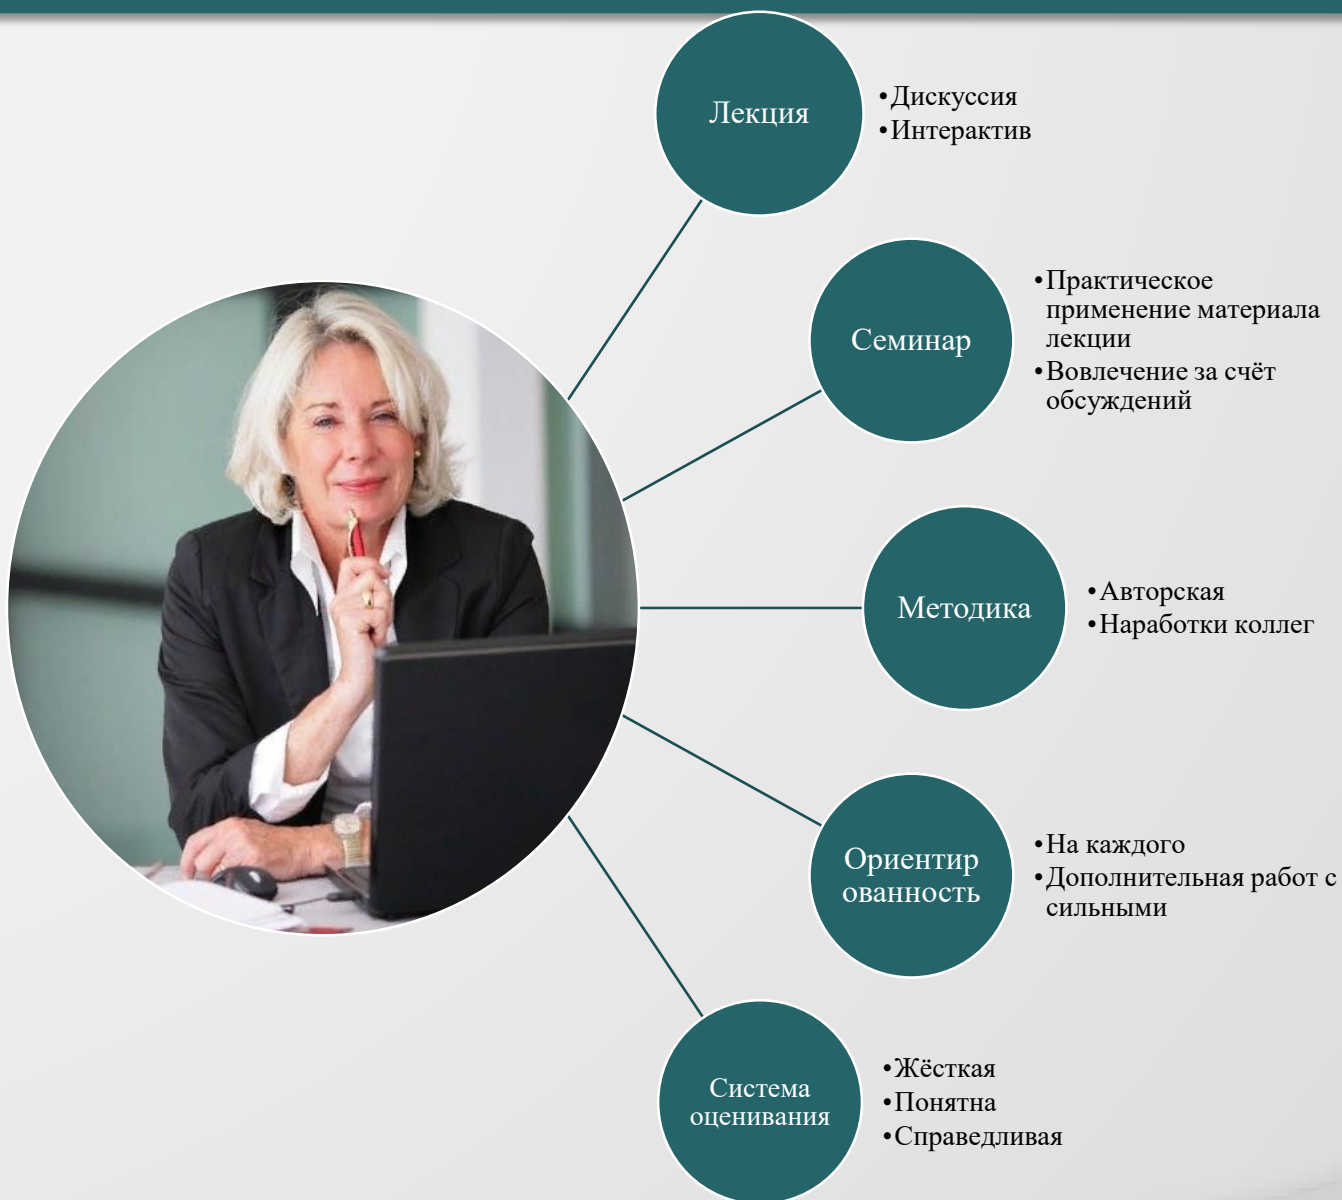 Лекция
•Дискуссия
•Интерактив
Семинар
•Практическое
применение материала
лекции
•Вовлечение за счёт
обсуждений
Методика
•Авторская
•Наработки коллег
Ориентир
ованность
•На каждого
•Дополнительная работ с
сильными
Система
оценивания
•Жёсткая
•Понятна
•Справедливая